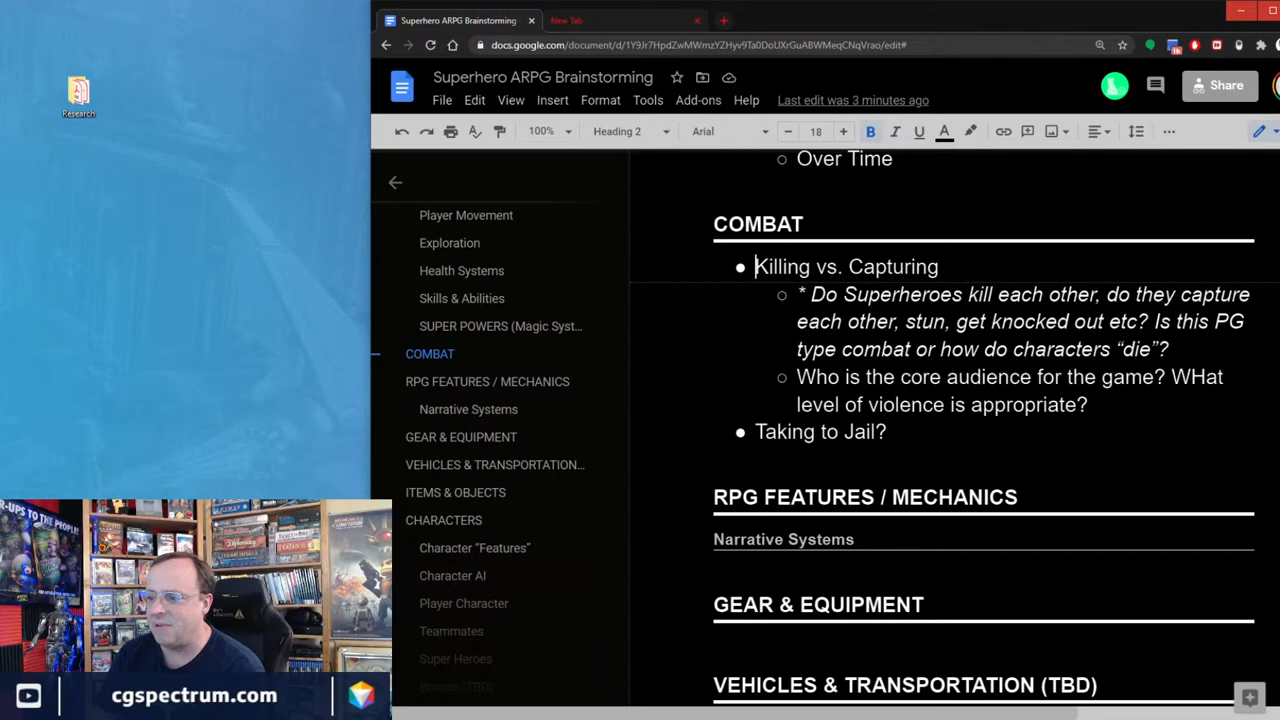 Superhero ARPG Brainstorming
New Tab
docs.google.com/document/d/1Y9Jr7HpdZwMWmzYZHyv9Ta0DoUXrGuABWMeqCNqVrao/edit#
Research
Superhero ARPG Brainstorming
File Edit View Insert Format Tools Add-ons Help Last edit was 3 minutes ago
Share
100% Heading 2 Arial 18 B I U A
Over Time
Player Movement
Exploration
Health Systems
Skills & Abilities
SUPER POWERS (Magic Syst...
COMBAT
RPG FEATURES / MECHANICS
Narrative Systems
GEAR & EQUIPMENT
VEHICLES & TRANSPORTATION...
ITEMS & OBJECTS
CHARACTERS
Character “Features”
Character AI
Player Character
Teammates
Super Heroes
COMBAT
Killing vs. Capturing
* Do Superheroes kill each other, do they capture
each other, stun, get knocked out etc? Is this PG
type combat or how do characters “die”?
Who is the core audience for the game? WHat
level of violence is appropriate?
Taking to Jail?
RPG FEATURES / MECHANICS
Narrative Systems
GEAR & EQUIPMENT
VEHICLES & TRANSPORTATION (TBD)
cgspectrum.com